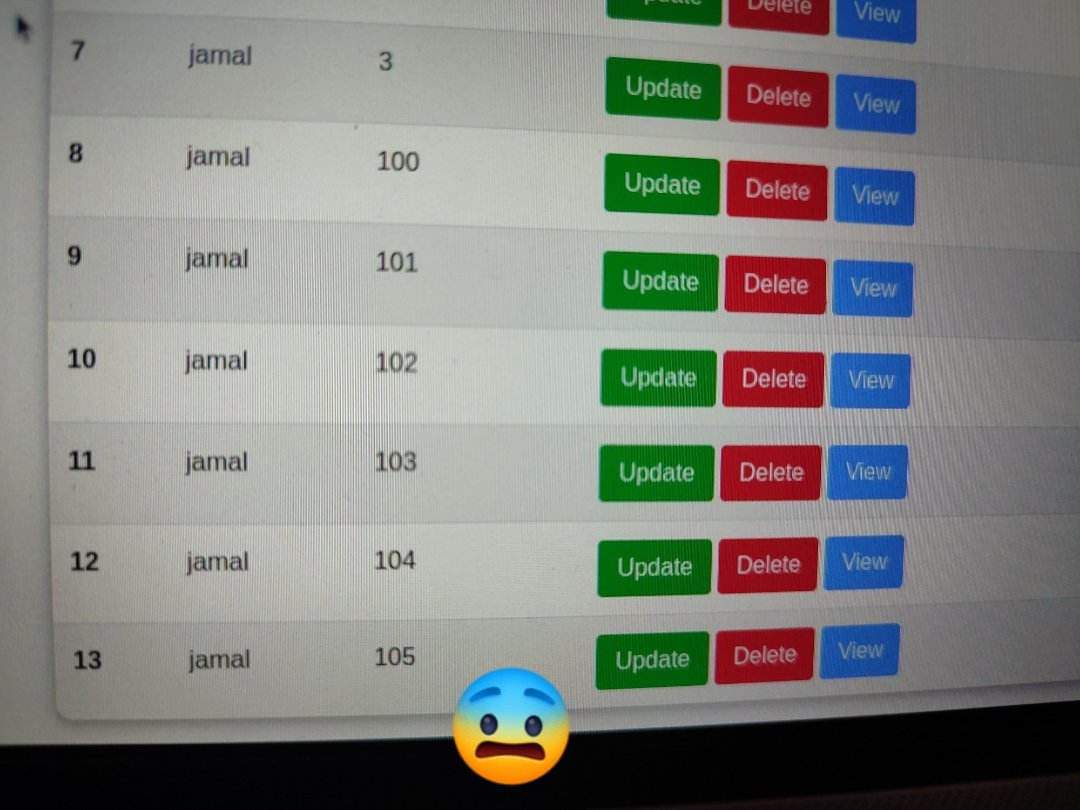 Update Delete View
7 jamal 3 Update Delete View
8 jamal 100 Update Delete View
9 jamal 101 Update Delete View
10 jamal 102 Update Delete View
11 jamal 103 Update Delete View
12 jamal 104 Update Delete View
13 jamal 105 Update Delete View